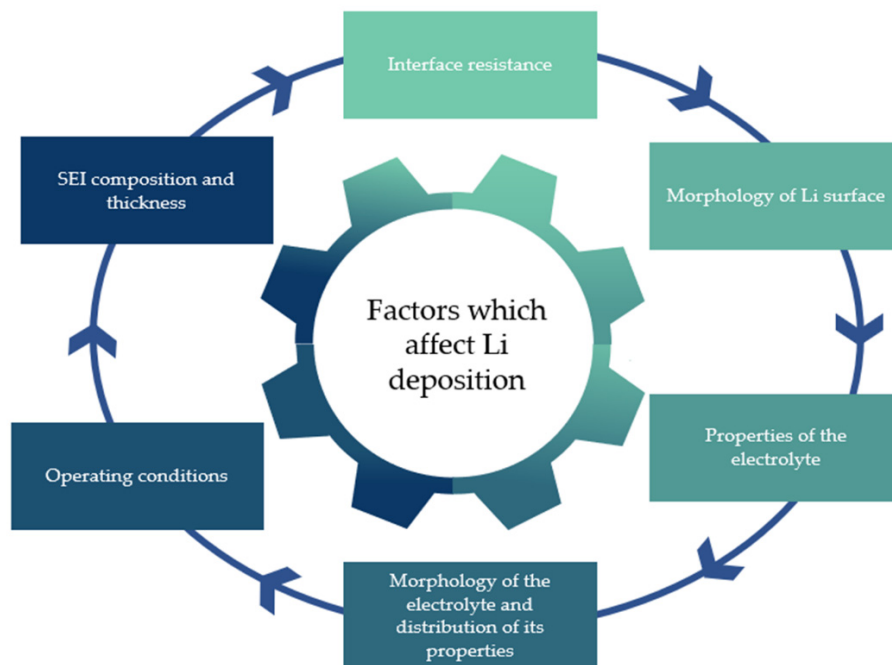 Interface resistance
SEI composition and
thickness
Morphology of Li surface
Factors which
affect Li
deposition
Properties of the
electrolyte
Operating conditions
Morphology of the
electrolyte and
distribution of its
properties